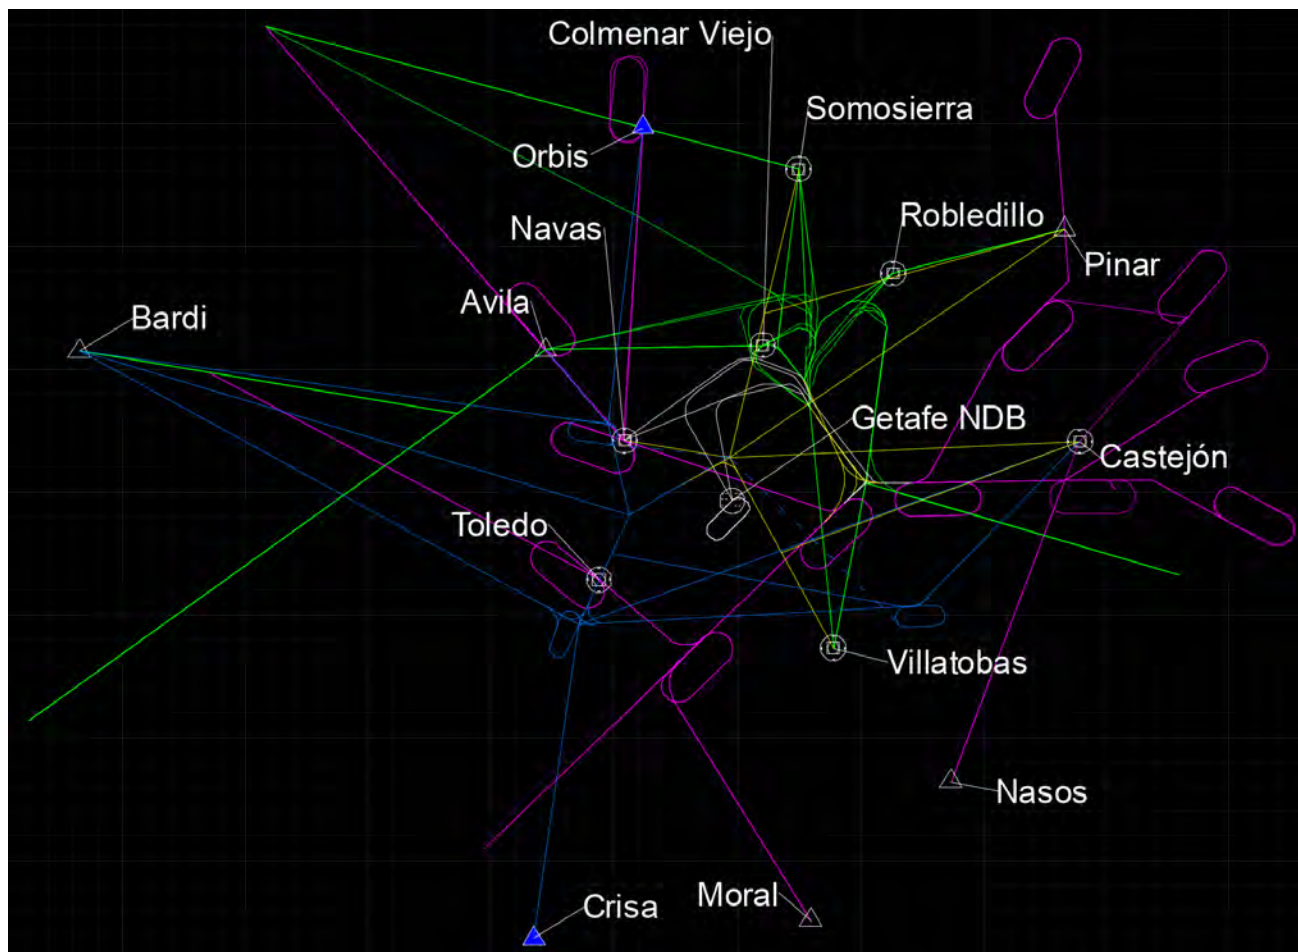 Colmenar Viejo
Somosierra
Orbis
Robledillo
Navas
Pinar
Avila
Bardi
Getafe NDB
Castejón
Toledo
Villatobas
Nasos
Moral
Crisa